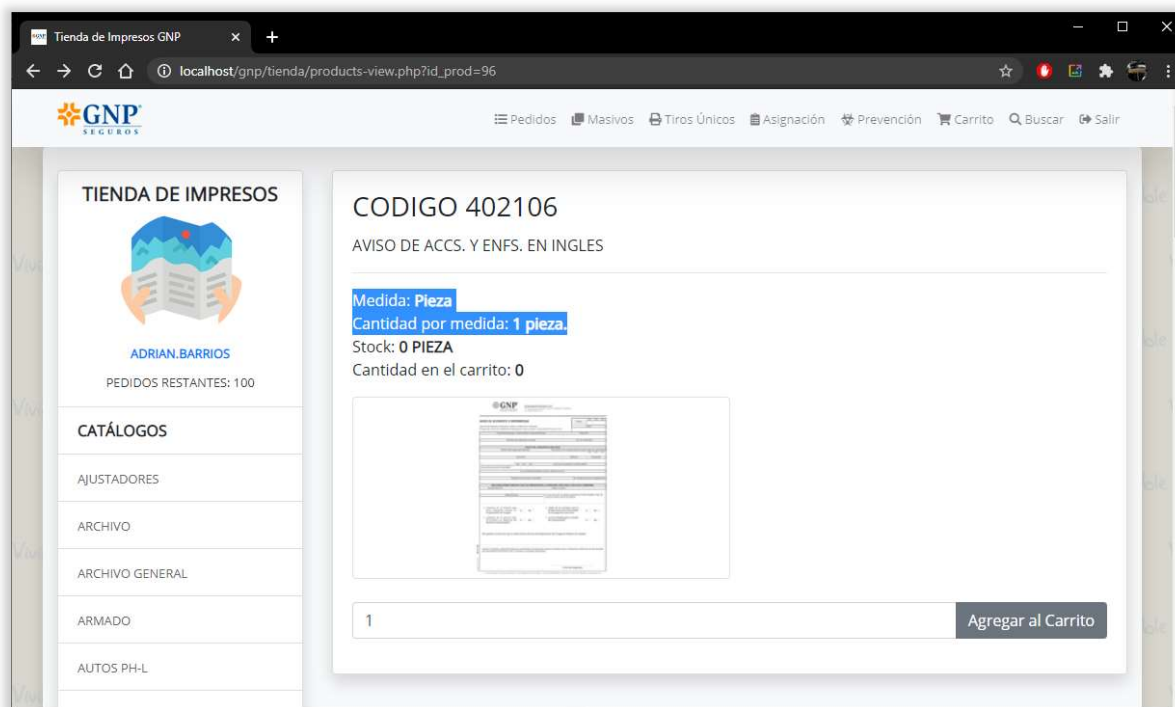 Tienda de Impresos GNP
localhost/gnp/tienda/products-view.php?id_prod=96
GNP
SEGUROS
Pedidos Masivos Tiros Únicos Asignación Prevención Carrito Buscar Salir
TIENDA DE IMPRESOS
ADRIAN.BARRIOS
PEDIDOS RESTANTES: 100
CATÁLOGOS
AJUSTADORES
ARCHIVO
ARCHIVO GENERAL
ARMADO
AUTOS PH-L
CODIGO 402106
AVISO DE ACCS. Y ENFS. EN INGLES
Medida: Pieza
Cantidad por medida: 1 pieza.
Stock: 0 PIEZA
Cantidad en el carrito: 0
GNP
1
Agregar al Carrito